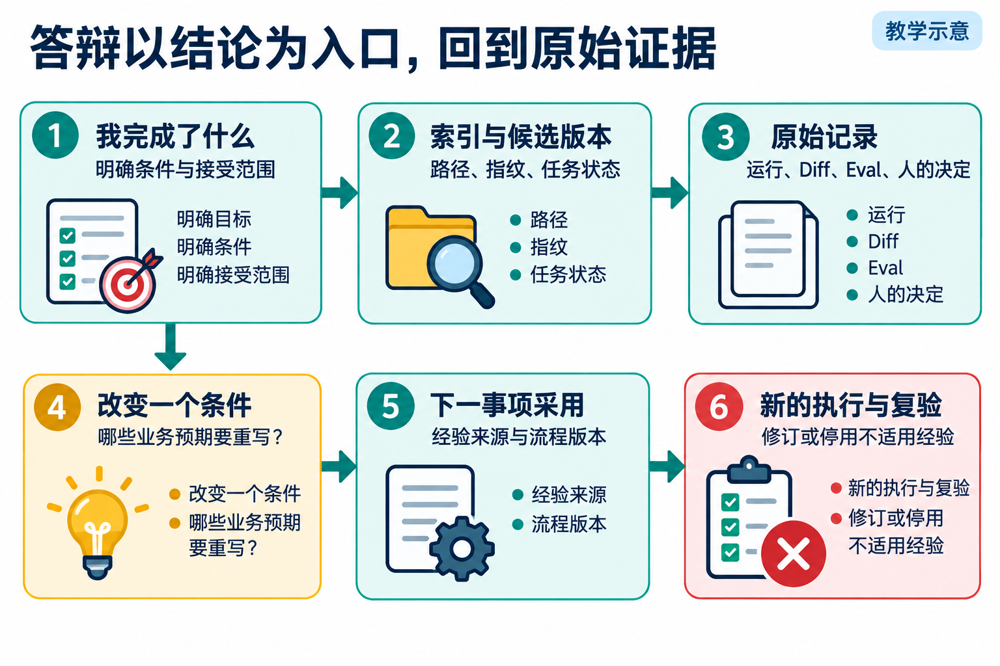 答辩以结论为入口，回到原始证据
教学示意
1
我完成了什么
明确条件与接受范围
明确目标
明确条件
明确接受范围
2
索引与候选版本
路径、指纹、任务状态
路径
指纹
任务状态
3
原始记录
运行、Diff、Eval、人的决定
运行
Diff
Eval
人的决定
4
改变一个条件
哪些业务预期要重写？
改变一个条件
哪些业务预期
要重写？
5
下一事项采用
经验来源与流程版本
经验来源
流程版本
6
新的执行与复验
修订或停用不适用经验
新的执行与复验
修订或停用
不适用经验